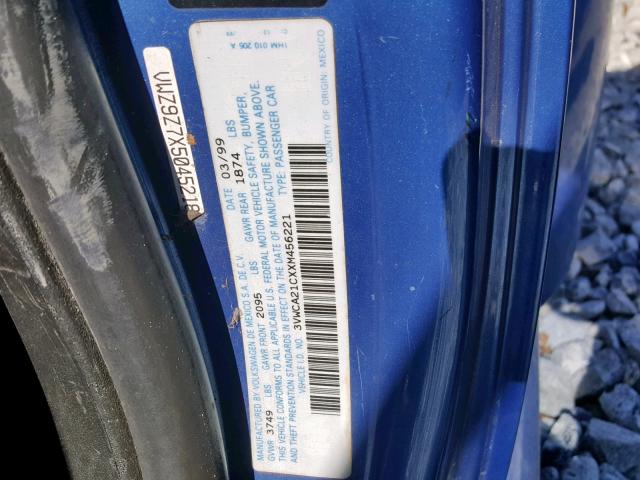 MANUFACTURED BY VOLKSWAGEN DE MEXICO S.A. DE C.V. DATE 03/99
GVWR 3749 LBS GAWR FRONT 2095 LBS GAWR REAR 1874 LBS
THIS VEHICLE CONFORMS TO ALL APPLICABLE U.S. FEDERAL MOTOR VEHICLE SAFETY, BUMPER,
AND THEFT PREVENTION STANDARDS IN EFFECT ON THE DATE OF MANUFACTURE SHOWN ABOVE.
VEHICLE I.D. NO. 3VWCA21CXXM456221 TYPE: PASSENGER CAR
COUNTRY OF ORIGIN: MEXICO
1HM 010 205 A
VWZ9Z7X5045218